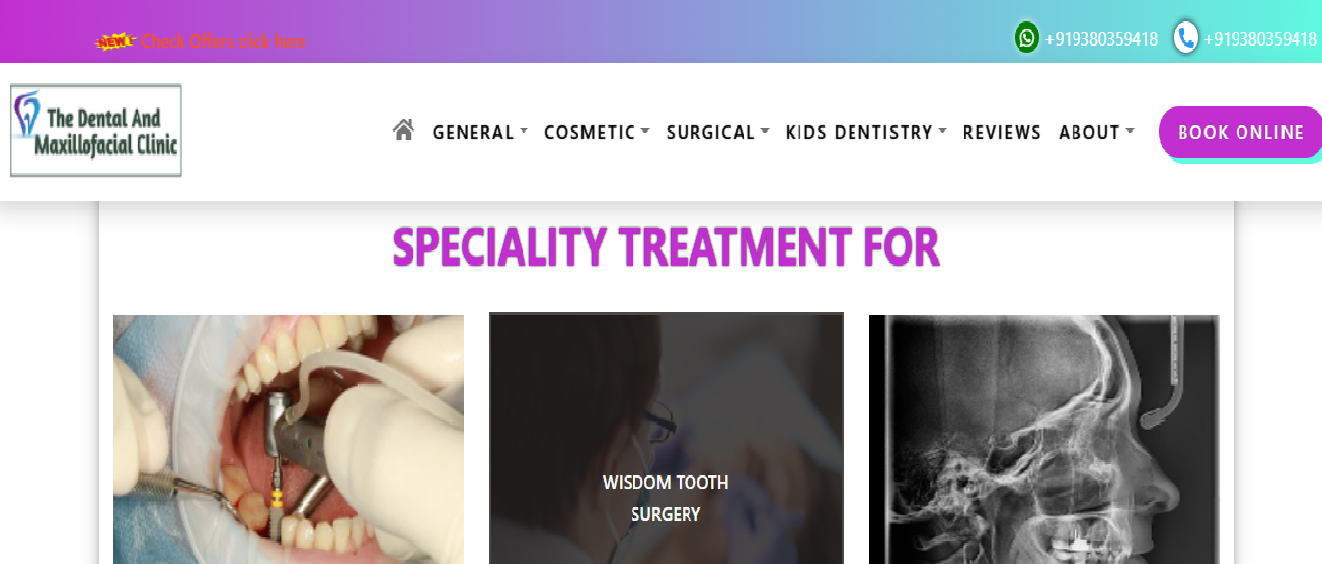 NEW! Check Offers click here
+919380359418
+919380359418
The Dental And
Maxillofacial Clinic
GENERAL
COSMETIC
SURGICAL
KIDS DENTISTRY
REVIEWS
ABOUT
BOOK ONLINE
SPECIALITY TREATMENT FOR
WISDOM TOOTH
SURGERY